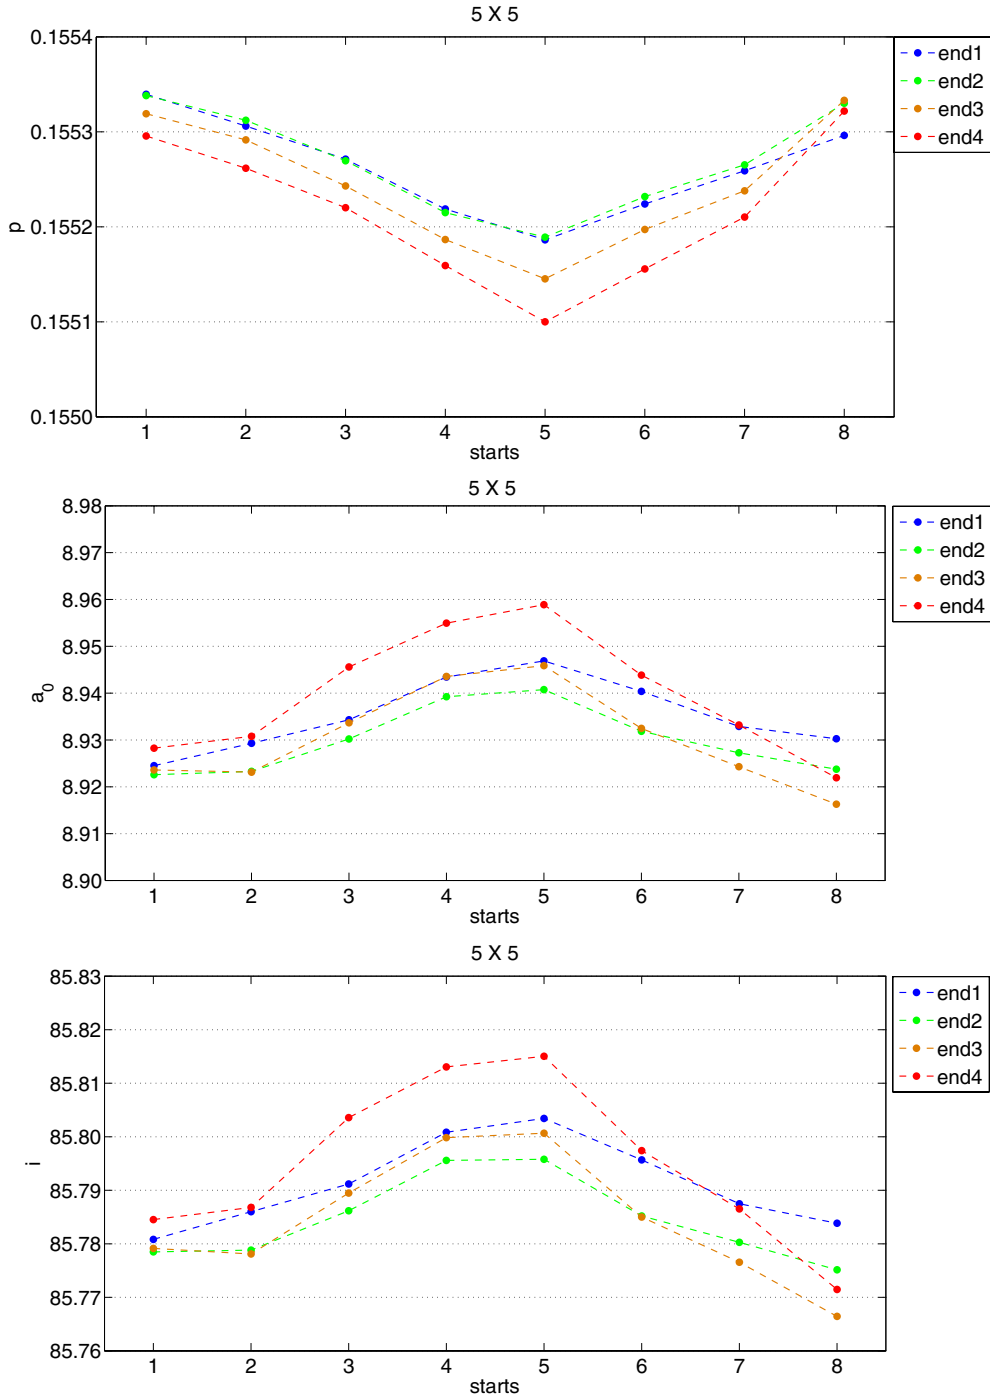 5 X 5
0.1554
0.1553
0.1552
0.1551
0.1550
p
1 2 3 4 5 6 7 8
starts
end1
end2
end3
end4
5 X 5
8.98
8.97
8.96
8.95
8.94
8.93
8.92
8.91
8.90
a0
1 2 3 4 5 6 7 8
starts
end1
end2
end3
end4
5 X 5
85.83
85.82
85.81
85.80
85.79
85.78
85.77
85.76
i
1 2 3 4 5 6 7 8
starts
end1
end2
end3
end4